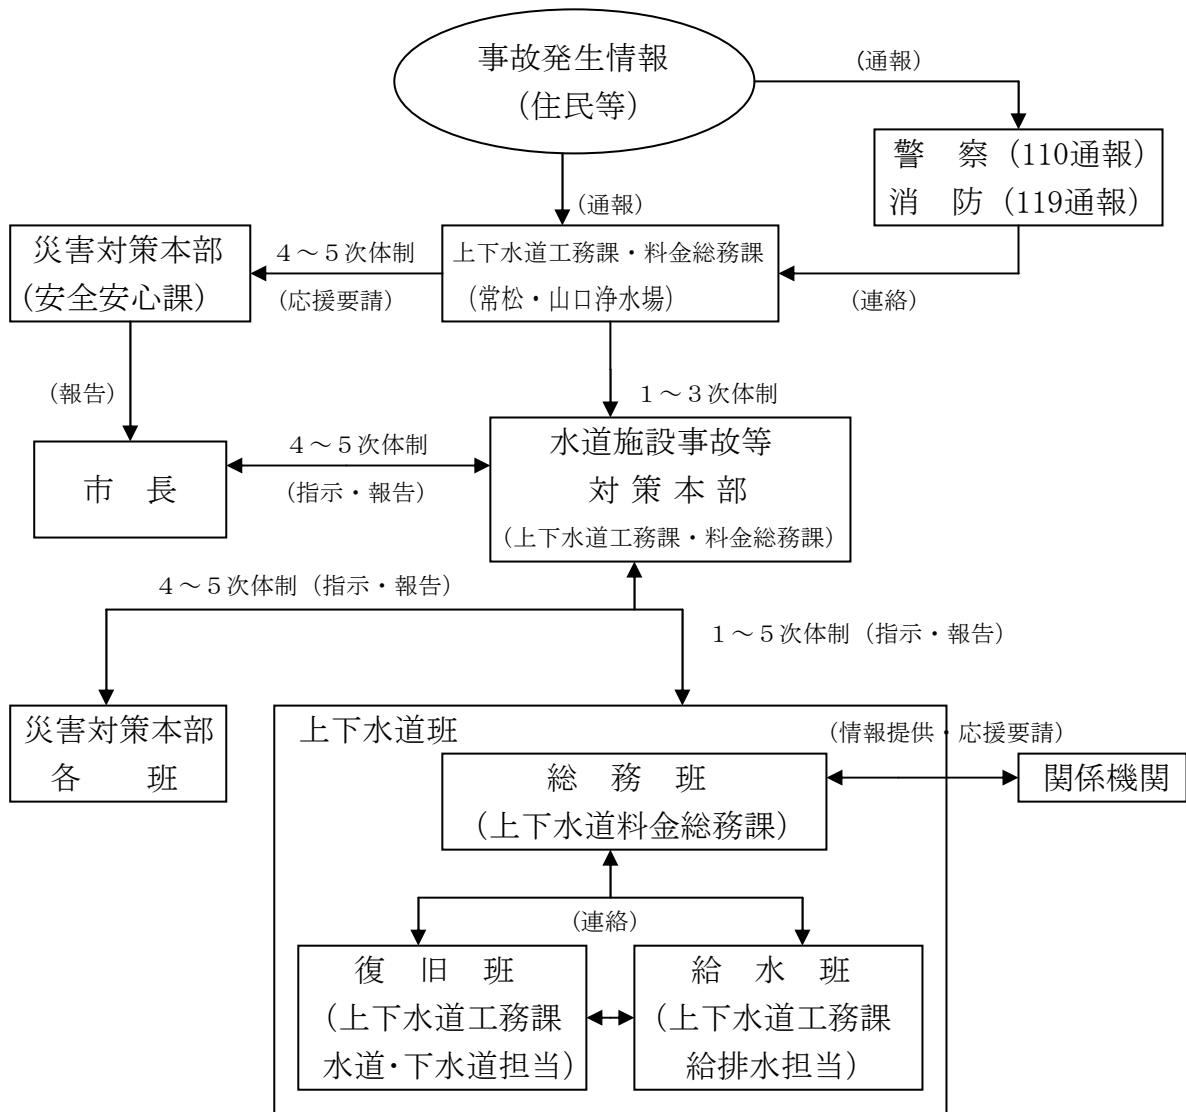 事故発生情報
(住民等)
(通報)
警　察 (110通報)
消　防 (119通報)
(通報)
災害対策本部
(安全安心課)
４～５次体制
(応援要請)
上下水道工務課・料金総務課
(常松・山口浄水場)
(連絡)
(報告)
１～３次体制
市　長
４～５次体制
(指示・報告)
水道施設事故等
対 策 本 部
(上下水道工務課・料金総務課)
４～５次体制 (指示・報告)
１～５次体制 (指示・報告)
災害対策本部
各　　班
上下水道班
(情報提供・応援要請)
総　務　班
(上下水道料金総務課)
関係機関
(連絡)
復　旧　班
(上下水道工務課
水道・下水道担当)
給　水　班
(上下水道工務課
給排水担当)